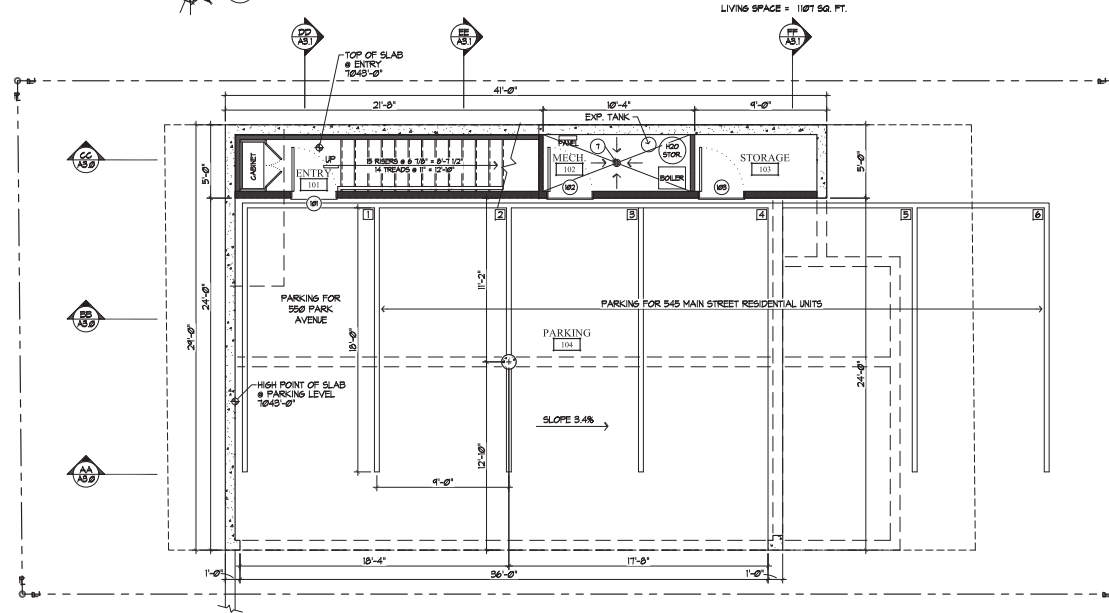 LIVING SPACE = 1107 SQ. FT.
DD
A3.1
EE
A3.1
FF
A3.1
TOP OF SLAB
@ ENTRY
7043'-0"
41'-0"
21'-8"
10'-4"
9'-0"
EXP. TANK
CC
A3.0
5'-0"
CABINET
UP
ENTRY
101
15 RISERS @ 6 7/8" = 8'-7 1/2"
14 TREADS @ 11" = 12'-10"
PANEL
MECH.
102
T
H2O
STOR.
BOILER
STORAGE
103
5'-0"
101
102
103
1
2
3
4
5
6
BB
A3.0
29'-0"
24'-0"
PARKING FOR
550 PARK
AVENUE
11'-2"
PARKING FOR 545 MAIN STREET RESIDENTIAL UNITS
PARKING
104
18'-0"
24'-0"
HIGH POINT OF SLAB
@ PARKING LEVEL
7043'-0"
SLOPE 3.4%
AA
A3.0
12'-10"
9'-0"
18'-4"
17'-8"
1'-0"
36'-0"
1'-0"